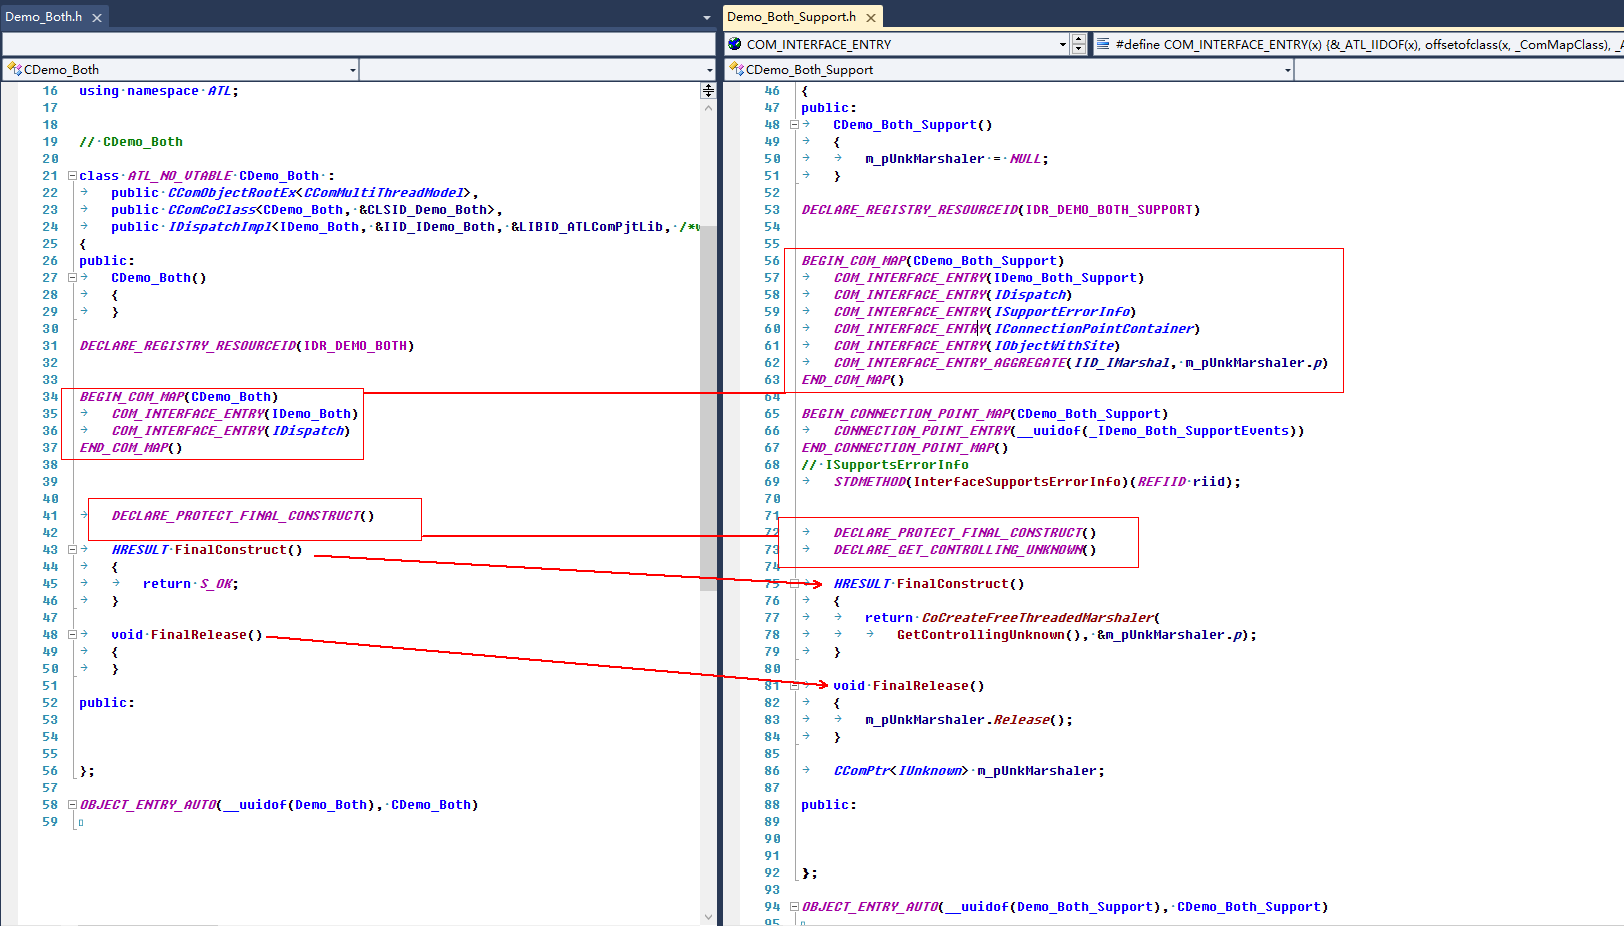 Demo_Both.h
CDemo_Both
16 using namespace ATL;
17
18
19 // CDemo_Both
20
21 class ATL_NO_VTABLE CDemo_Both :
22 public CComObjectRootEx<CComMultiThreadModel>,
23 public CComCoClass<CDemo_Both, &CLSID_Demo_Both>,
24 public IDispatchImpl<IDemo_Both, &IID_IDemo_Both, &LIBID_ATLComPjtLib, /*
25 {
26 public:
27 CDemo_Both()
28 {
29 }
30
31 DECLARE_REGISTRY_RESOURCEID(IDR_DEMO_BOTH)
32
33
34 BEGIN_COM_MAP(CDemo_Both)
35 COM_INTERFACE_ENTRY(IDemo_Both)
36 COM_INTERFACE_ENTRY(IDispatch)
37 END_COM_MAP()
38
39
40
41 DECLARE_PROTECT_FINAL_CONSTRUCT()
42
43 HRESULT FinalConstruct()
44 {
45 return S_OK;
46 }
47
48 void FinalRelease()
49 {
50 }
51
52 public:
53
54
55
56 };
57
58 OBJECT_ENTRY_AUTO(__uuidof(Demo_Both), CDemo_Both)
59
Demo_Both_Support.h
COM_INTERFACE_ENTRY
#define COM_INTERFACE_ENTRY(x) {&_ATL_IIDOF(x), offsetofclass(x, _ComMapClass),
CDemo_Both_Support
46 {
47 public:
48 CDemo_Both_Support()
49 {
50 m_pUnkMarshaler = NULL;
51 }
52
53 DECLARE_REGISTRY_RESOURCEID(IDR_DEMO_BOTH_SUPPORT)
54
55
56 BEGIN_COM_MAP(CDemo_Both_Support)
57 COM_INTERFACE_ENTRY(IDemo_Both_Support)
58 COM_INTERFACE_ENTRY(IDispatch)
59 COM_INTERFACE_ENTRY(ISupportErrorInfo)
60 COM_INTERFACE_ENTRY(IConnectionPointContainer)
61 COM_INTERFACE_ENTRY(IObjectWithSite)
62 COM_INTERFACE_ENTRY_AGGREGATE(IID_IMarshal, m_pUnkMarshaler.p)
63 END_COM_MAP()
64
65 BEGIN_CONNECTION_POINT_MAP(CDemo_Both_Support)
66 CONNECTION_POINT_ENTRY(__uuidof(_IDemo_Both_SupportEvents))
67 END_CONNECTION_POINT_MAP()
68 // ISupportsErrorInfo
69 STDMETHOD(InterfaceSupportsErrorInfo)(REFIID riid);
70
71
72 DECLARE_PROTECT_FINAL_CONSTRUCT()
73 DECLARE_GET_CONTROLLING_UNKNOWN()
74
75 HRESULT FinalConstruct()
76 {
77 return CoCreateFreeThreadedMarshaler(
78 GetControllingUnknown(), &m_pUnkMarshaler.p);
79 }
80
81 void FinalRelease()
82 {
83 m_pUnkMarshaler.Release();
84 }
85
86 CComPtr<IUnknown> m_pUnkMarshaler;
87
88 public:
89
90
91
92 };
93
94 OBJECT_ENTRY_AUTO(__uuidof(Demo_Both_Support), CDemo_Both_Support)
95